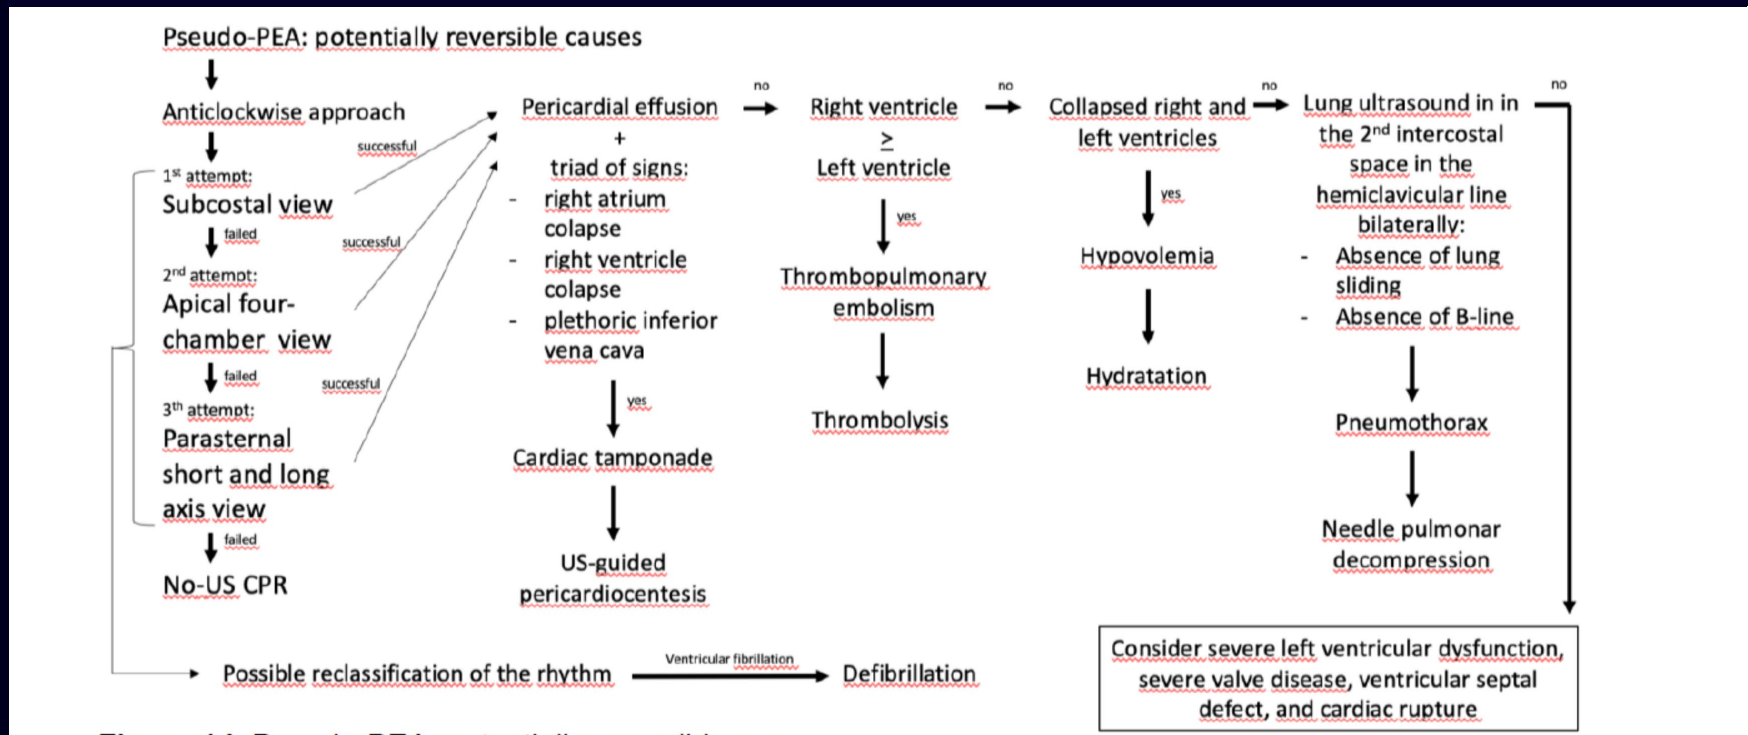 Pseudo-PEA: potentially reversible causes
Anticlockwise approach
1st attempt:
Subcostal view
failed
2nd attempt:
Apical four-
chamber view
failed
3th attempt:
Parasternal
short and long
axis view
failed
No-US CPR
successful
successful
successful
Pericardial effusion
+
triad of signs:
- right atrium
colapse
- right ventricle
colapse
- plethoric inferior
vena cava
yes
Cardiac tamponade
US-guided
pericardiocentesis
no
Right ventricle
≥
Left ventricle
yes
Thrombopulmonary
embolism
Thrombolysis
no
Collapsed right and
left ventricles
yes
Hypovolemia
Hydratation
no
Lung ultrasound in in
the 2nd intercostal
space in the
hemiclavicular line
bilaterally:
- Absence of lung
sliding
- Absence of B-line
Pneumothorax
Needle pulmonar
decompression
no
Consider severe left ventricular dysfunction,
severe valve disease, ventricular septal
defect, and cardiac rupture
Possible reclassification of the rhythm
Ventricular fibrillation
Defibrillation